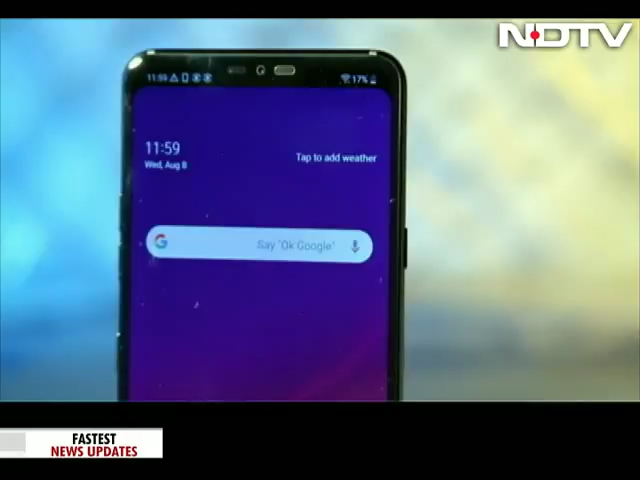 NDTV
11:59
17%
11:59
Wed, Aug 8
Tap to add weather
Say "Ok Google"
FASTEST
NEWS UPDATES